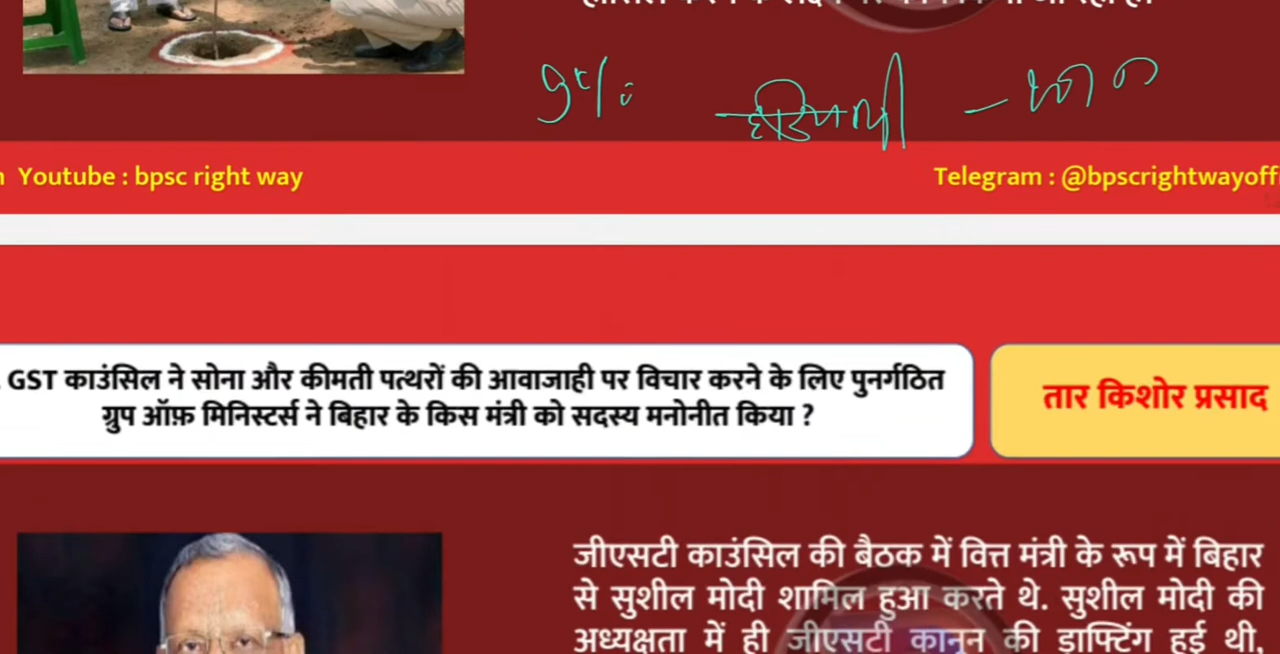 9%
Youtube : bpsc right way
Telegram : @bpscrightwayoff
GST काउंसिल ने सोना और कीमती पत्थरों की आवाजाही पर विचार करने के लिए पुनर्गठित
ग्रुप ऑफ़ मिनिस्टर्स ने बिहार के किस मंत्री को सदस्य मनोनीत किया ?
तार किशोर प्रसाद
जीएसटी काउंसिल की बैठक में वित्त मंत्री के रूप में बिहार
से सुशील मोदी शामिल हुआ करते थे. सुशील मोदी की
अध्यक्षता में ही जीएसटी कानून की ड्राफ्टिंग हुई थी,